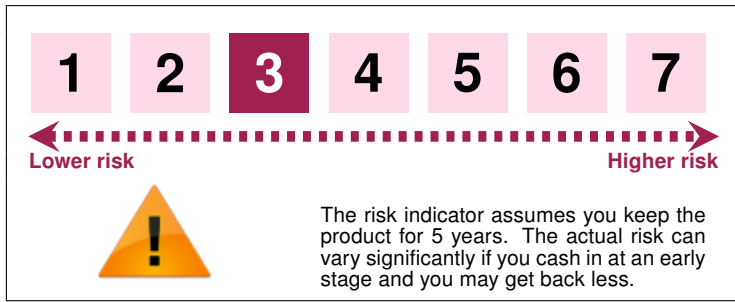 1 2 3 4 5 6 7
Lower risk Higher risk
The risk indicator assumes you keep the
product for 5 years. The actual risk can
vary significantly if you cash in at an early
stage and you may get back less.